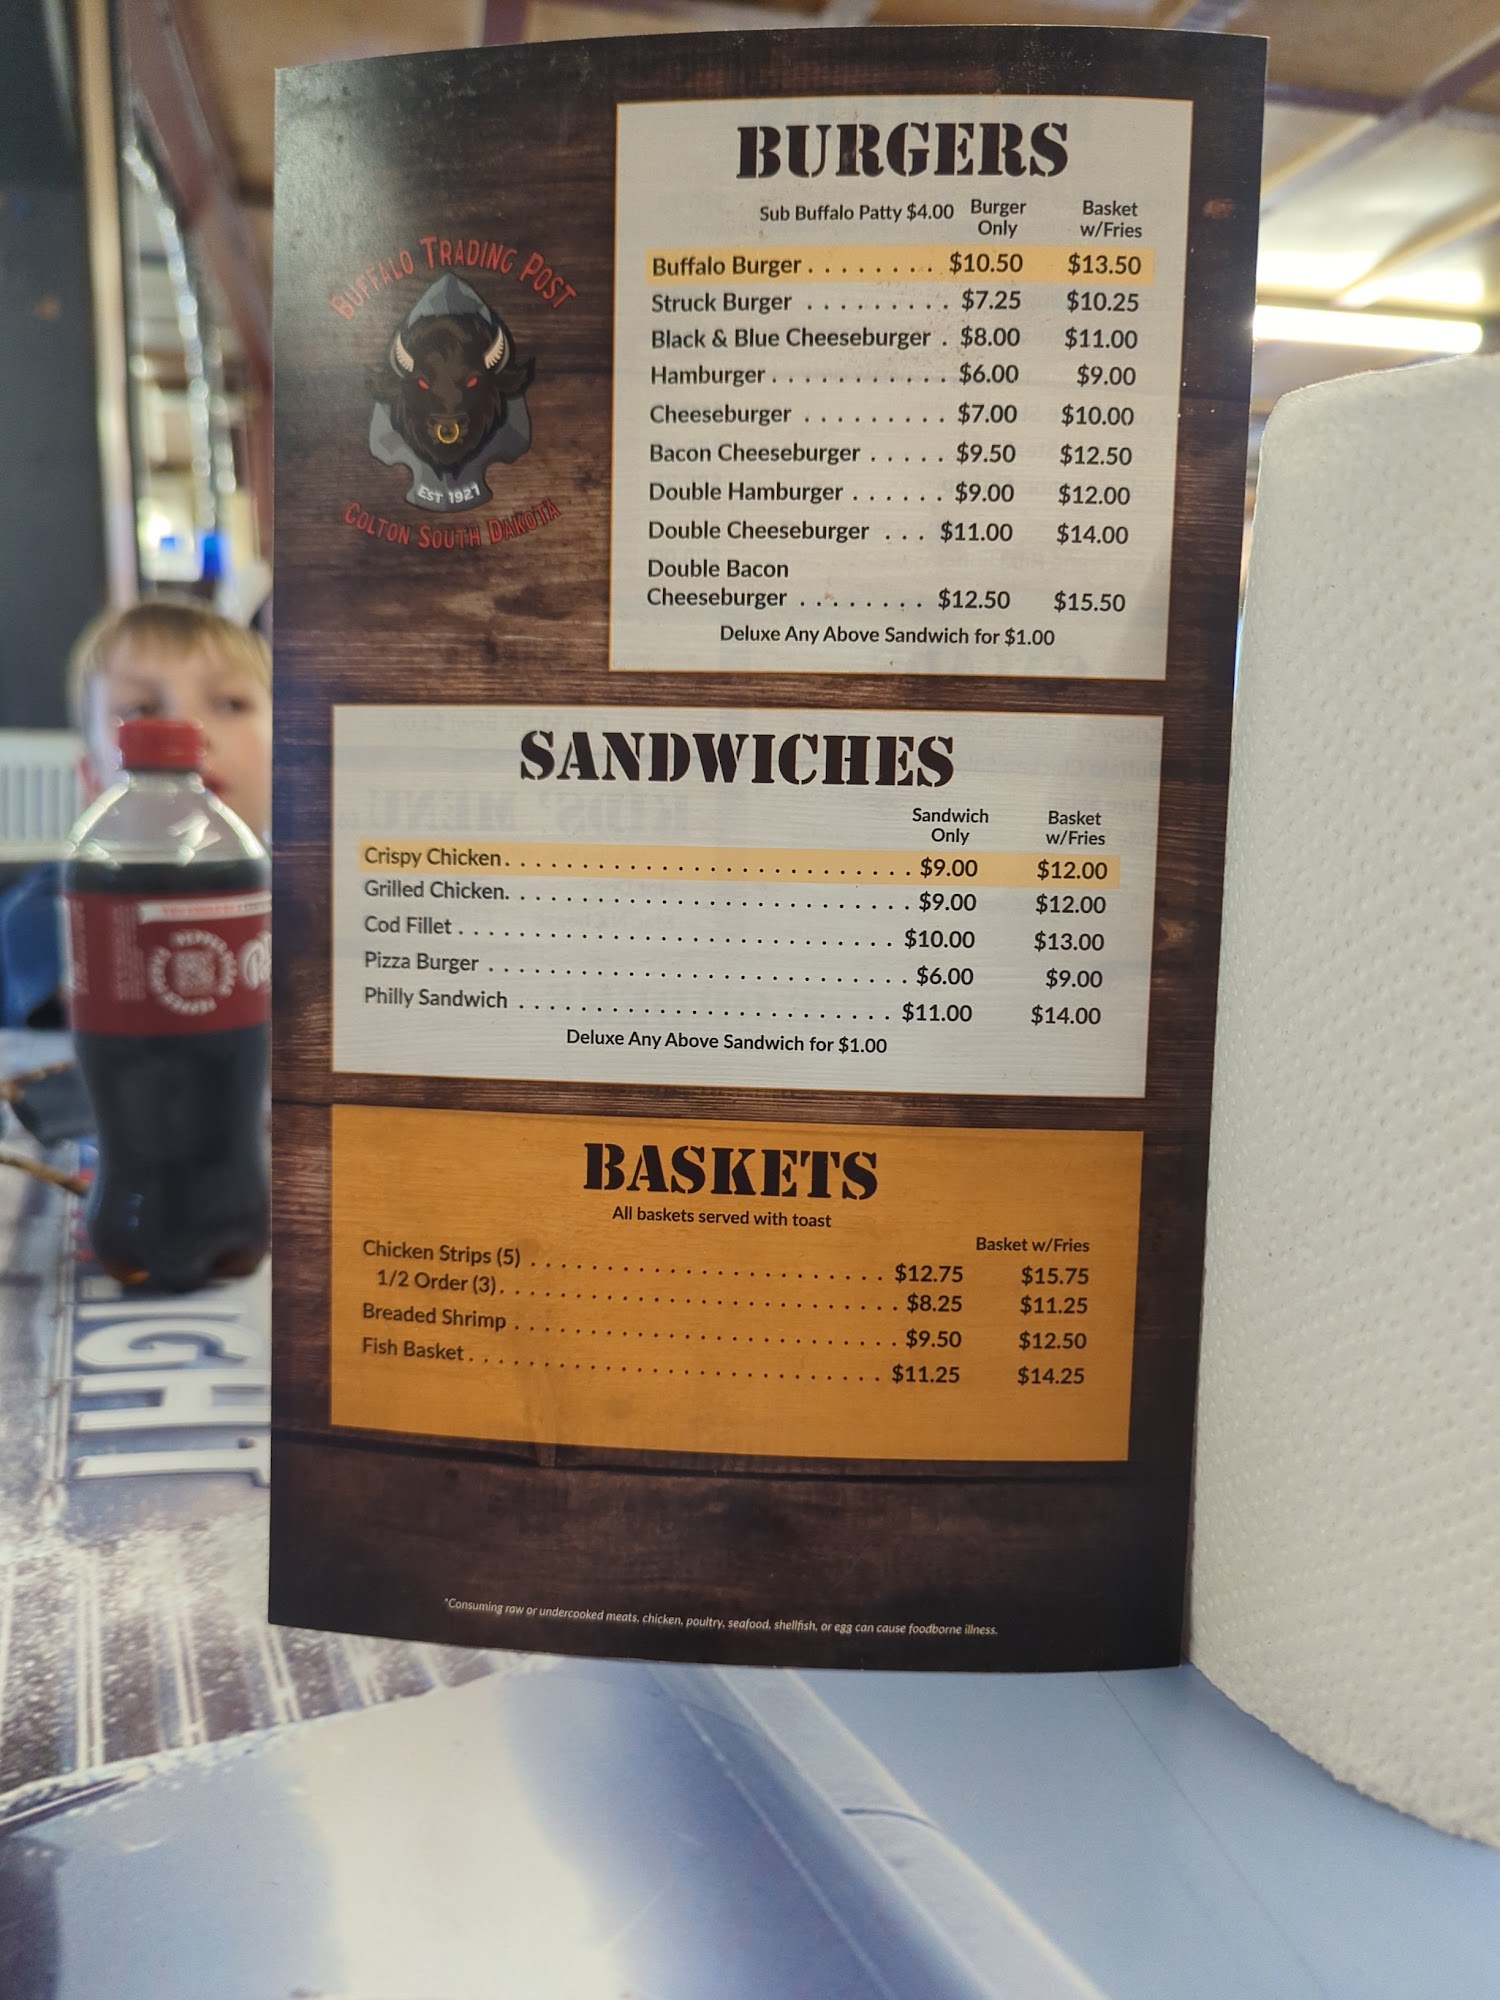 BUFFALO TRADING POST
EST 1927
COLTON SOUTH DAKOTA
BURGERS
Sub Buffalo Patty $4.00 Burger Only Basket w/Fries
Buffalo Burger . . . . . . . . $10.50 $13.50
Struck Burger . . . . . . . . . $7.25 $10.25
Black & Blue Cheeseburger . $8.00 $11.00
Hamburger . . . . . . . . . . . $6.00 $9.00
Cheeseburger . . . . . . . . . $7.00 $10.00
Bacon Cheeseburger . . . . . $9.50 $12.50
Double Hamburger . . . . . . $9.00 $12.00
Double Cheeseburger . . . $11.00 $14.00
Double Bacon
Cheeseburger . . . . . . . . $12.50 $15.50
Deluxe Any Above Sandwich for $1.00
SANDWICHES
Sandwich Only Basket w/Fries
Crispy Chicken . . . . . . . . . . . . . . . . . . . . . . . . . . $9.00 $12.00
Grilled Chicken . . . . . . . . . . . . . . . . . . . . . . . . . . $9.00 $12.00
Cod Fillet . . . . . . . . . . . . . . . . . . . . . . . . . . . . $10.00 $13.00
Pizza Burger . . . . . . . . . . . . . . . . . . . . . . . . . . . $6.00 $9.00
Philly Sandwich . . . . . . . . . . . . . . . . . . . . . . . . $11.00 $14.00
Deluxe Any Above Sandwich for $1.00
BASKETS
All baskets served with toast
Basket w/Fries
Chicken Strips (5) . . . . . . . . . . . . . . . . . . . . . . . $12.75 $15.75
1/2 Order (3) . . . . . . . . . . . . . . . . . . . . . . . . . . $8.25 $11.25
Breaded Shrimp . . . . . . . . . . . . . . . . . . . . . . . . . $9.50 $12.50
Fish Basket . . . . . . . . . . . . . . . . . . . . . . . . . . . $11.25 $14.25
*Consuming raw or undercooked meats, chicken, poultry, seafood, shellfish, or egg can cause foodborne illness.